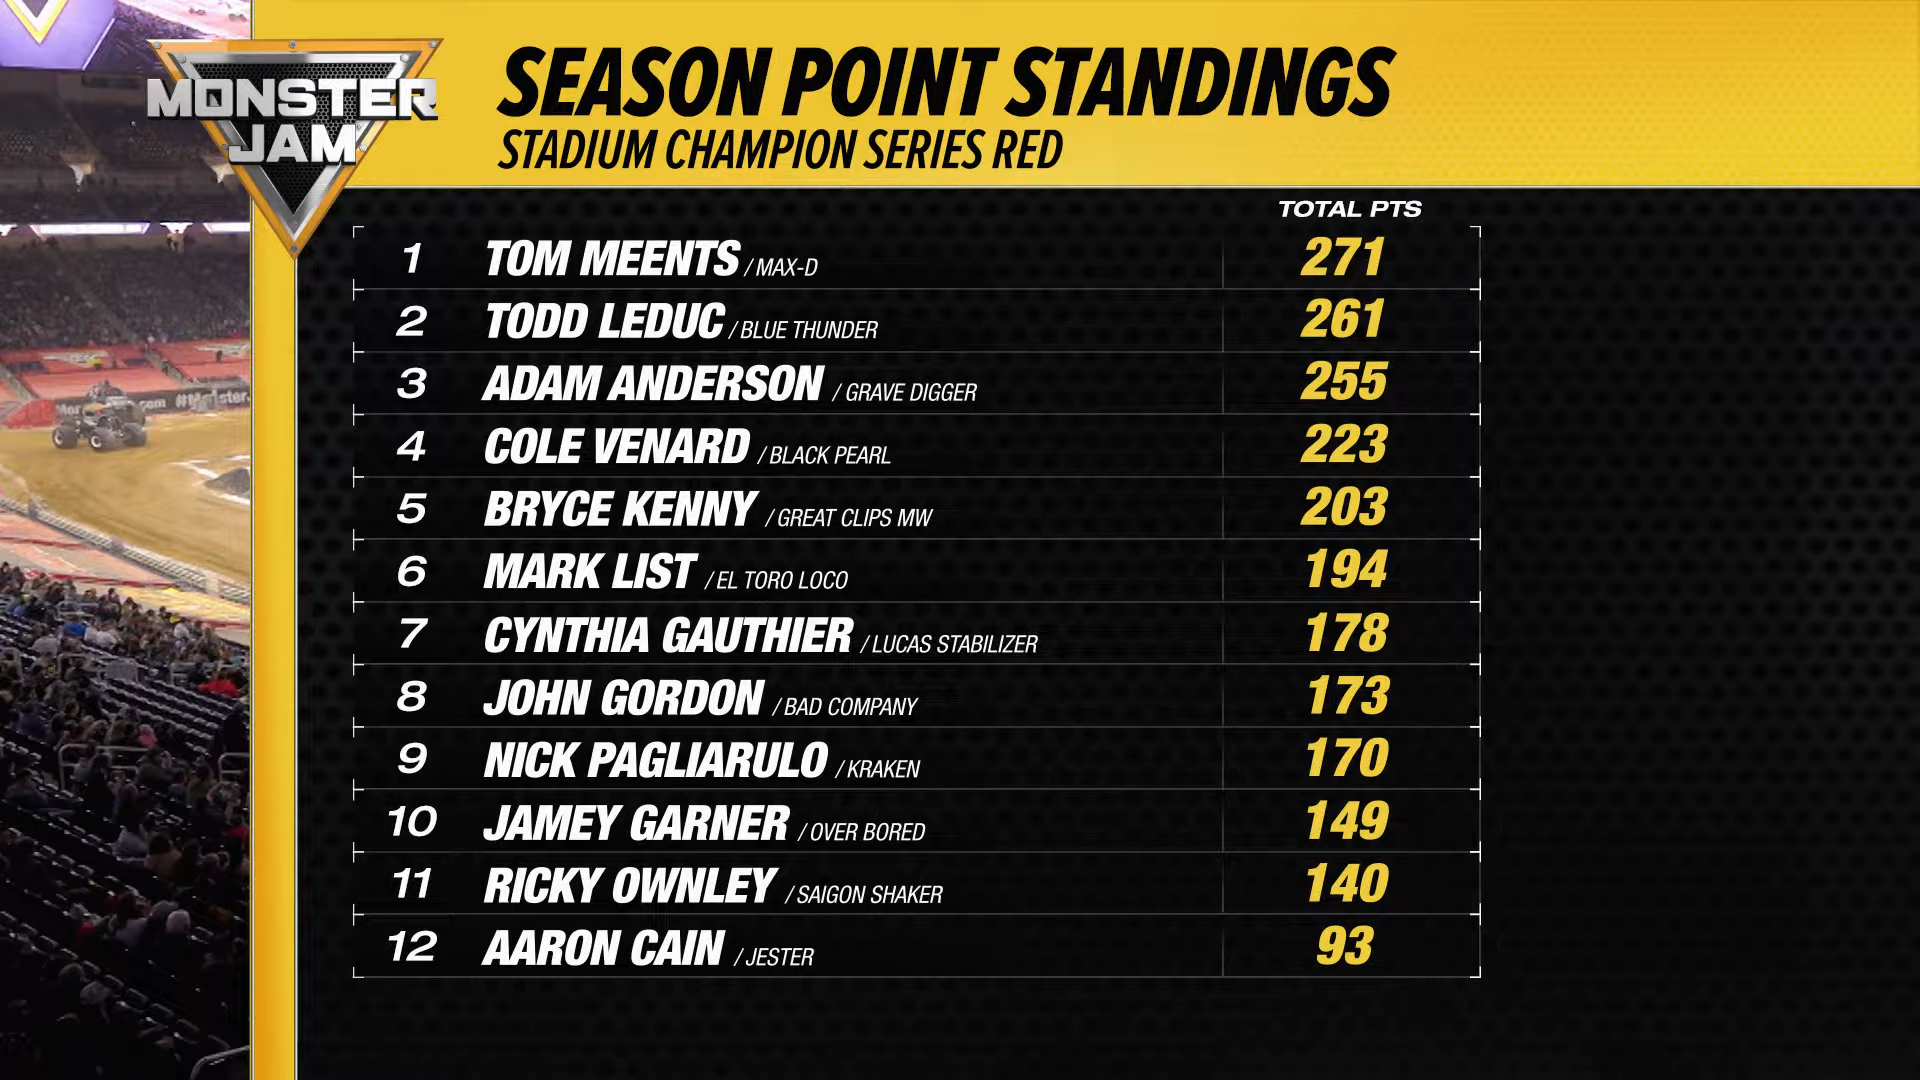 MONSTER
JAM
SEASON POINT STANDINGS
STADIUM CHAMPION SERIES RED
TOTAL PTS
1 TOM MEENTS / MAX-D 271
2 TODD LEDUC / BLUE THUNDER 261
3 ADAM ANDERSON / GRAVE DIGGER 255
4 COLE VENARD / BLACK PEARL 223
5 BRYCE KENNY / GREAT CLIPS MW 203
6 MARK LIST / EL TORO LOCO 194
7 CYNTHIA GAUTHIER / LUCAS STABILIZER 178
8 JOHN GORDON / BAD COMPANY 173
9 NICK PAGLIARULO / KRAKEN 170
10 JAMEY GARNER / OVER BORED 149
11 RICKY OWNLEY / SAIGON SHAKER 140
12 AARON CAIN / JESTER 93